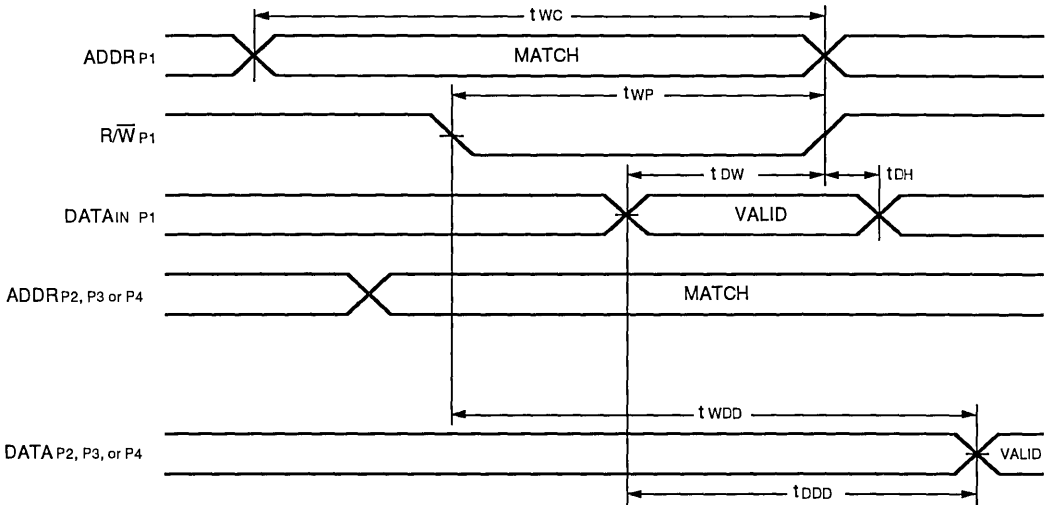 tWC
ADDR P1 MATCH
tWP
R/W̅ P1
tDW tDH
DATAIN P1 VALID
ADDR P2, P3 or P4 MATCH
tWDD
DATA P2, P3, or P4 VALID
tDDD